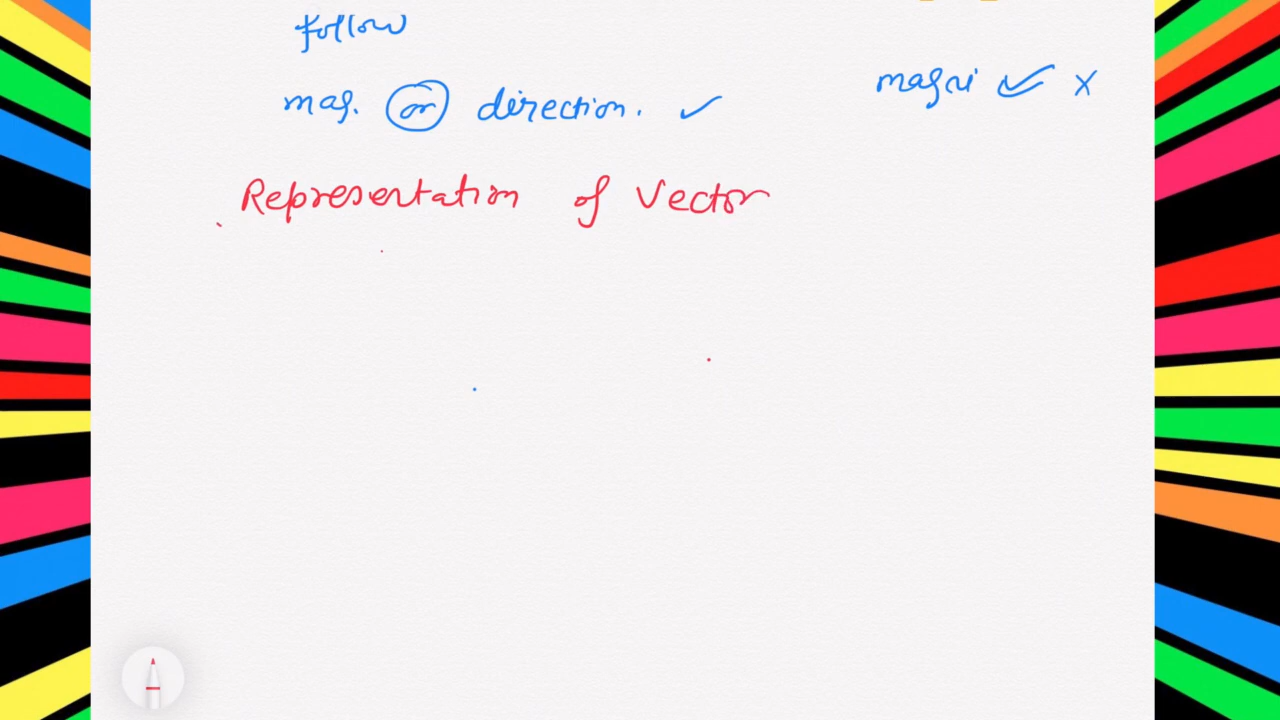 follow
mag. or direction. ✓
magni ✓ x
Representation of Vector